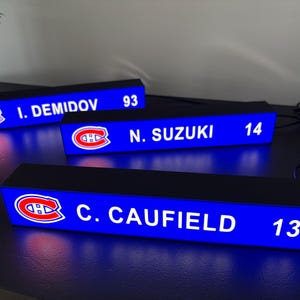 I. DEMIDOV 93
N. SUZUKI 14
C. CAUFIELD 13